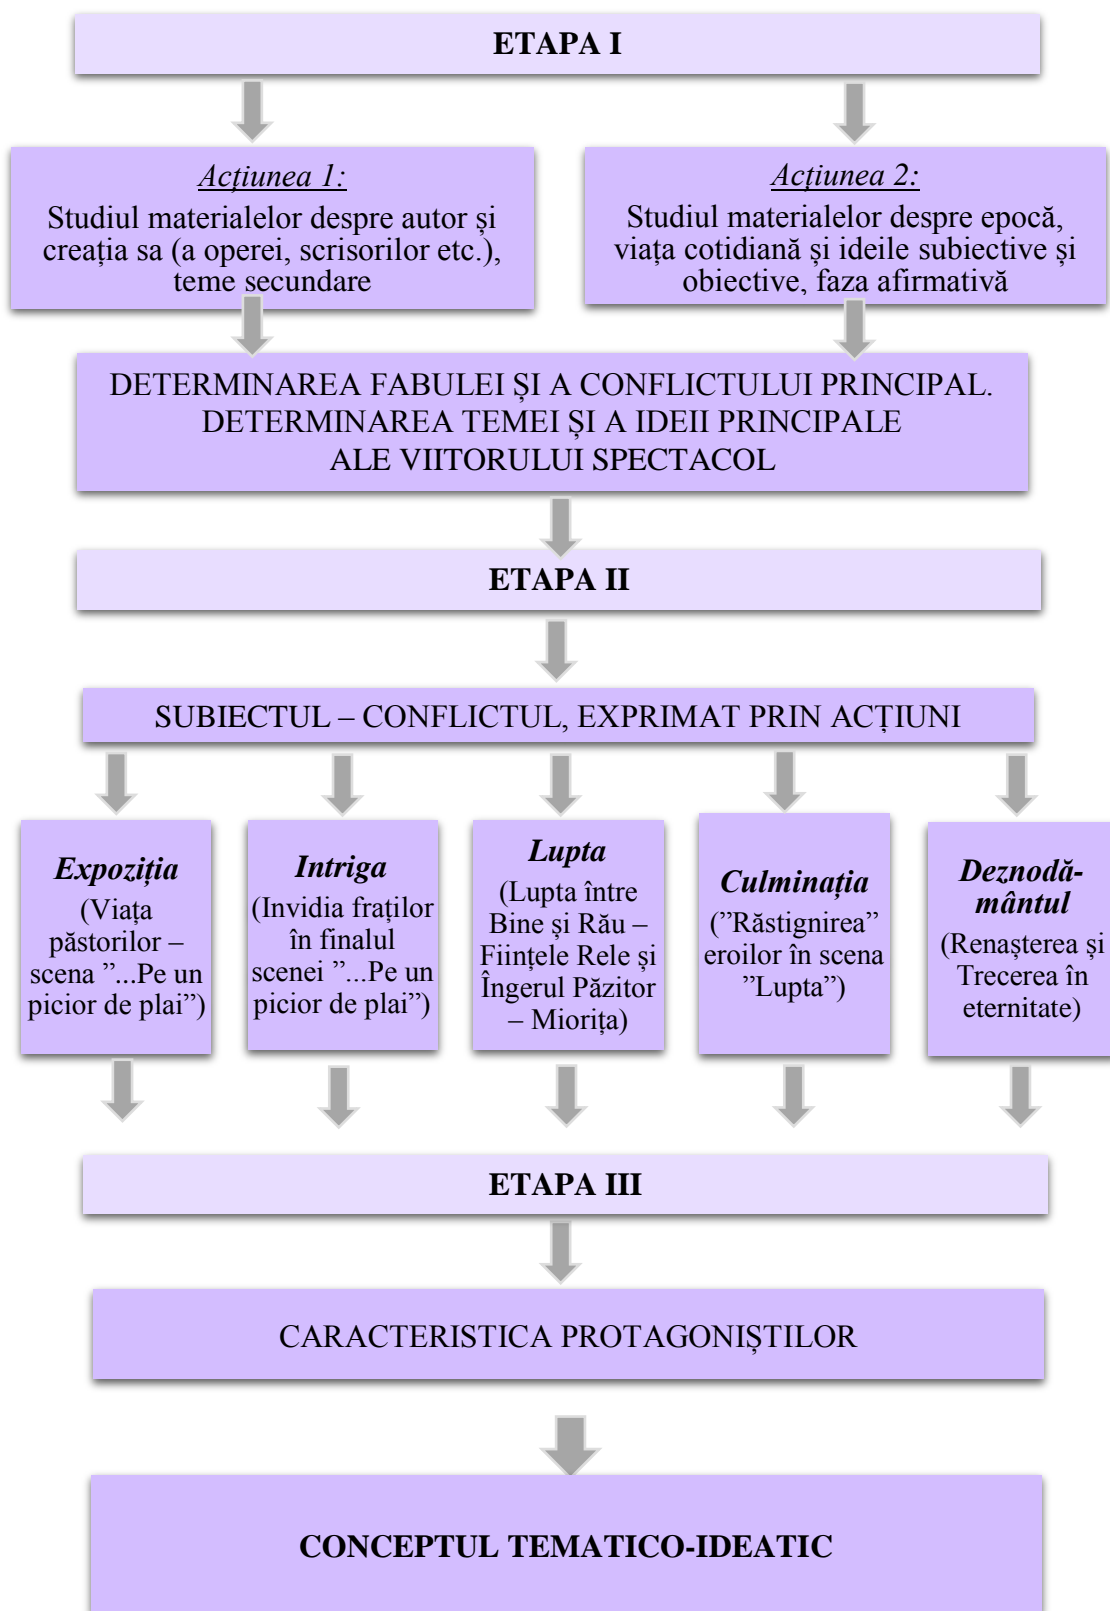 ETAPA I
Acțiunea 1:
Studiul materialelor despre autor și
creația sa (a operei, scrisorilor etc.),
teme secundare
Acțiunea 2:
Studiul materialelor despre epocă,
viața cotidiană și ideile subiective și
obiective, faza afirmativă
DETERMINAREA FABULEI ȘI A CONFLICTULUI PRINCIPAL.
DETERMINAREA TEMEI ȘI A IDEII PRINCIPALE
ALE VIITORULUI SPECTACOL
ETAPA II
SUBIECTUL – CONFLICTUL, EXPRIMAT PRIN ACȚIUNI
Expoziția
(Viața
păstorilor –
scena ”...Pe un
picior de plai”)
Intriga
(Invidia fraților
în finalul
scenei ”...Pe un
picior de plai”)
Lupta
(Lupta între
Bine și Rău –
Ființele Rele și
Îngerul Păzitor
– Miorița)
Culminația
(”Răstignirea”
eroilor în scena
”Lupta”)
Deznodă-
mântul
(Renașterea și
Trecerea în
eternitate)
ETAPA III
CARACTERISTICA PROTAGONIȘTILOR
CONCEPTUL TEMATICO-IDEATIC